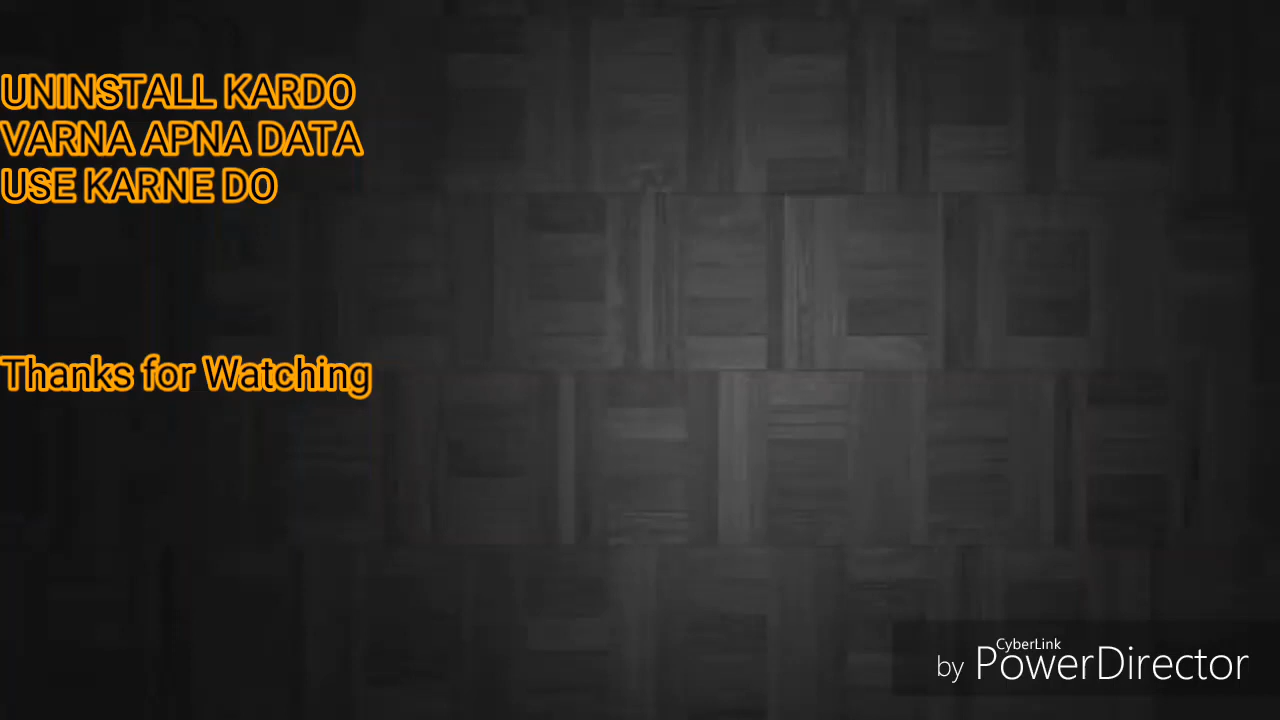 UNINSTALL KARDO
VARNA APNA DATA
USE KARNE DO
Thanks for Watching
CyberLink
by PowerDirector